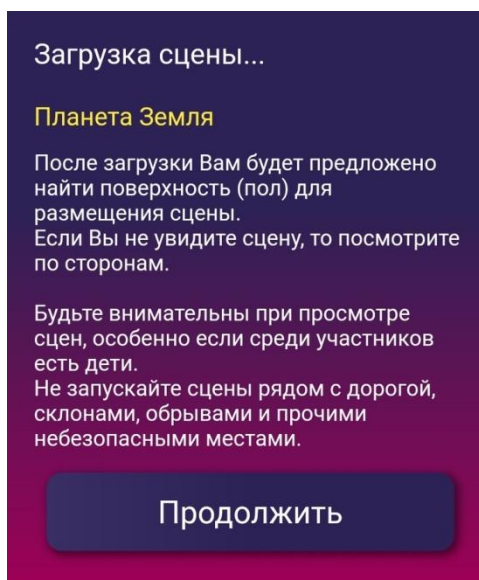 Загрузка сцены...
Планета Земля
После загрузки Вам будет предложено
найти поверхность (пол) для
размещения сцены.
Если Вы не увидите сцену, то посмотрите
по сторонам.
Будьте внимательны при просмотре
сцен, особенно если среди участников
есть дети.
Не запускайте сцены рядом с дорогой,
склонами, обрывами и прочими
небезопасными местами.
Продолжить